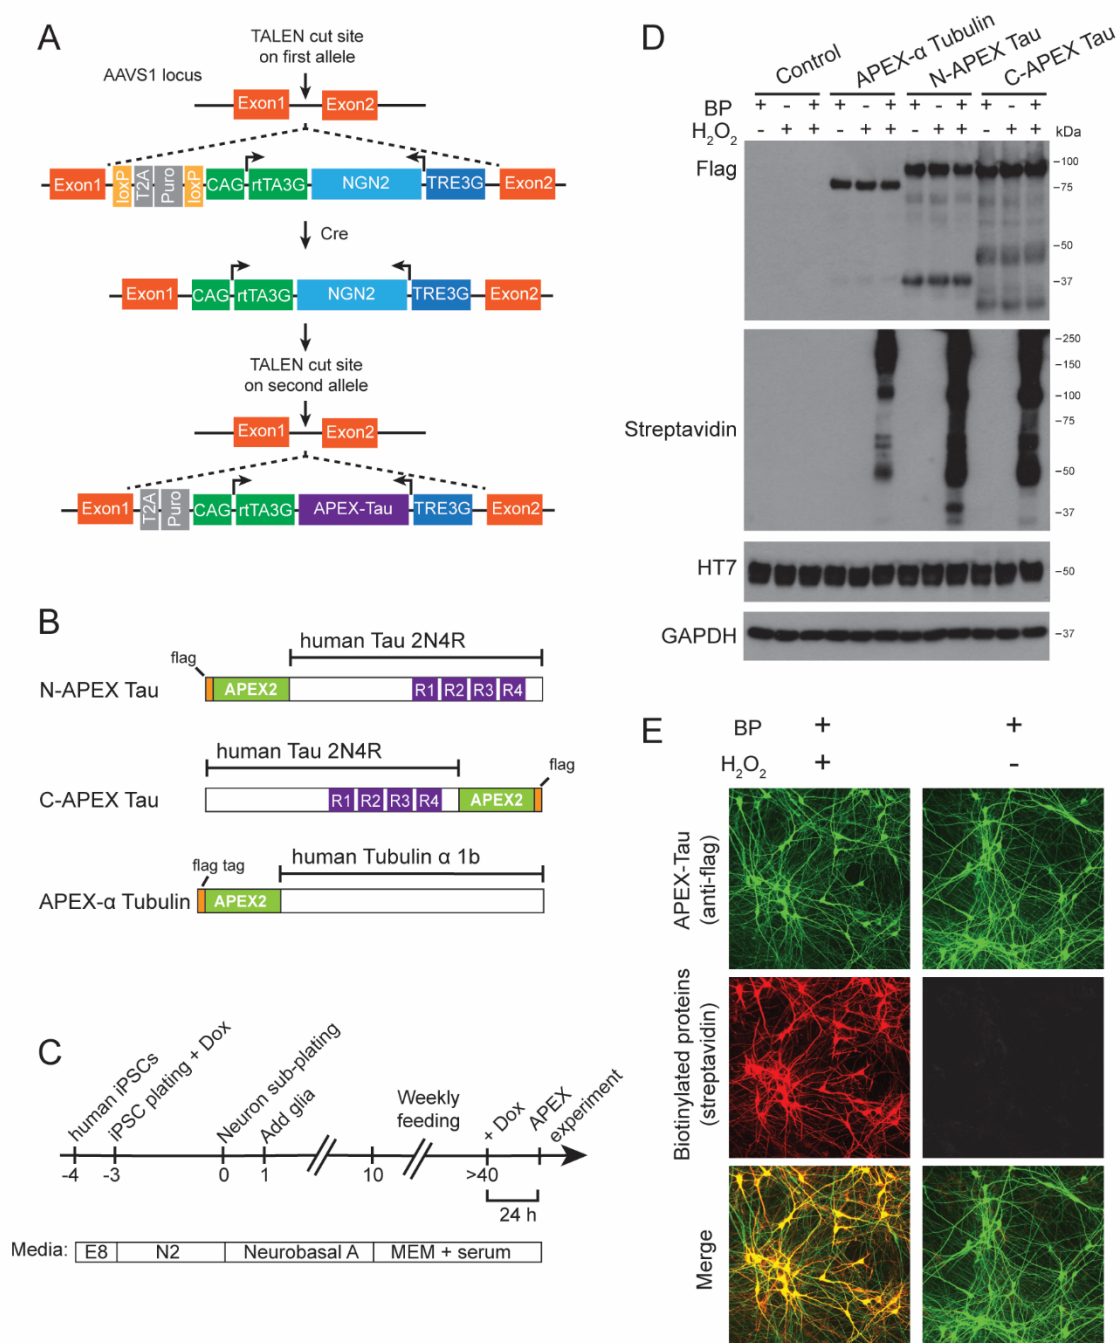 A
TALEN cut site
on first allele
AAVS1 locus
Exon1 Exon2
Exon1 loxP T2A Puro loxP CAG rtTA3G NGN2 TRE3G Exon2
Cre
Exon1 CAG rtTA3G NGN2 TRE3G Exon2
TALEN cut site
on second allele
Exon1 Exon2
Exon1 T2A Puro CAG rtTA3G APEX-Tau TRE3G Exon2
B
human Tau 2N4R
flag
N-APEX Tau APEX2 R1 R2 R3 R4
human Tau 2N4R
flag
C-APEX Tau R1 R2 R3 R4 APEX2
flag tag
human Tubulin α 1b
APEX-α Tubulin APEX2
C
human iPSCs
iPSC plating + Dox
Neuron sub-plating
Add glia
Weekly
feeding
+ Dox
APEX
experiment
-4 -3 0 1 10 >40
24 h
Media: E8 N2 Neurobasal A MEM + serum
D
Control APEX-α Tubulin N-APEX Tau C-APEX Tau
BP + - + + - + + - + + - +
H₂O₂ - + + - + + - + + - + +
kDa
Flag
-100
-75
-50
-37
Streptavidin
-250
-150
-100
-75
-50
-37
HT7 -50
GAPDH -37
E
BP + +
H₂O₂ + -
APEX-Tau
(anti-flag)
Biotinylated proteins
(streptavidin)
Merge